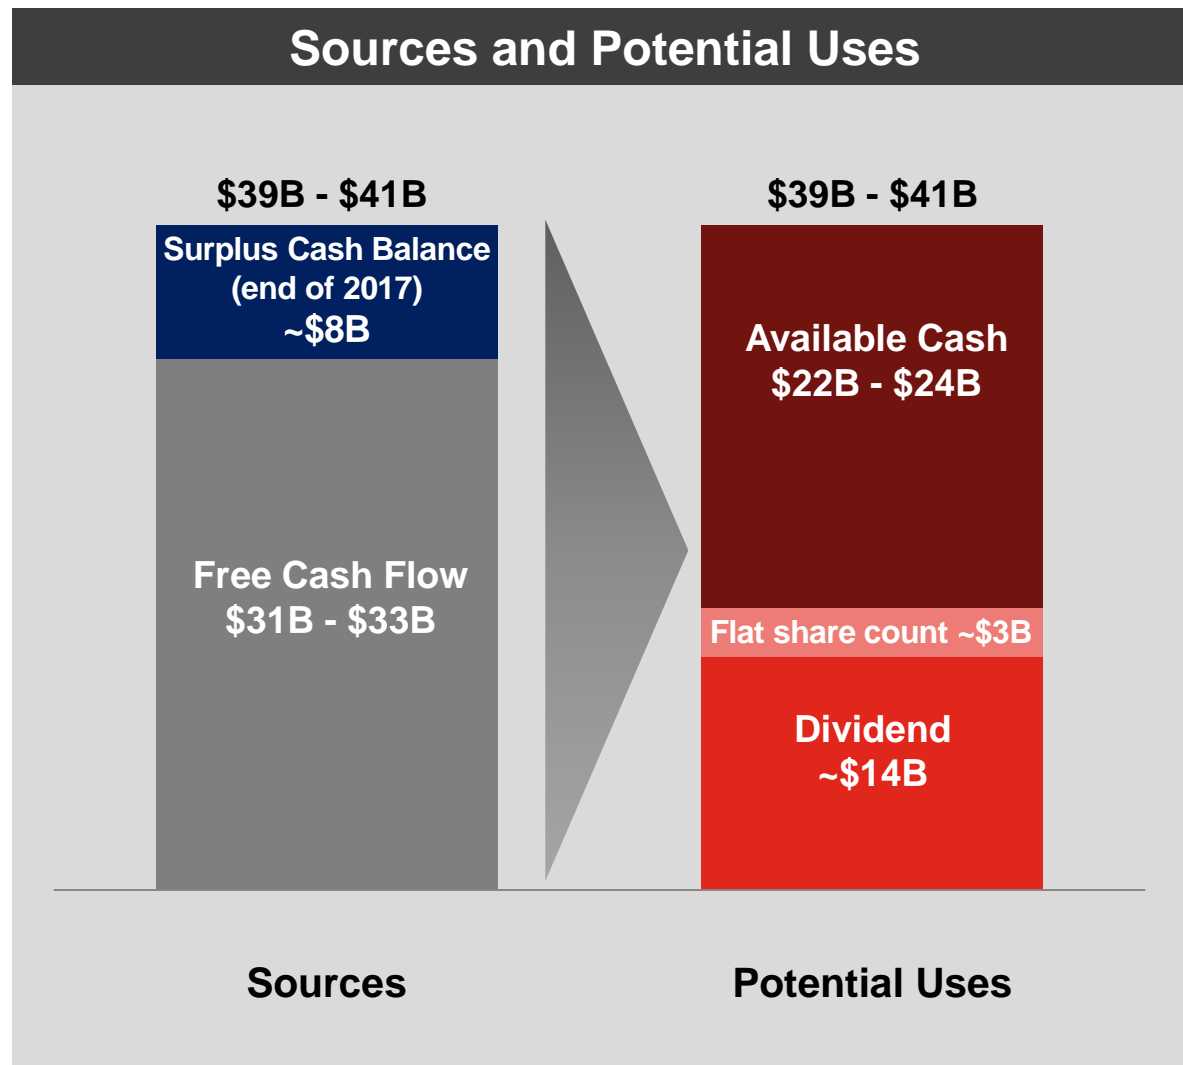 Sources and Potential Uses
$39B - $41B
Surplus Cash Balance
(end of 2017)
~$8B
Free Cash Flow
$31B - $33B
Sources
$39B - $41B
Available Cash
$22B - $24B
Flat share count ~$3B
Dividend
~$14B
Potential Uses